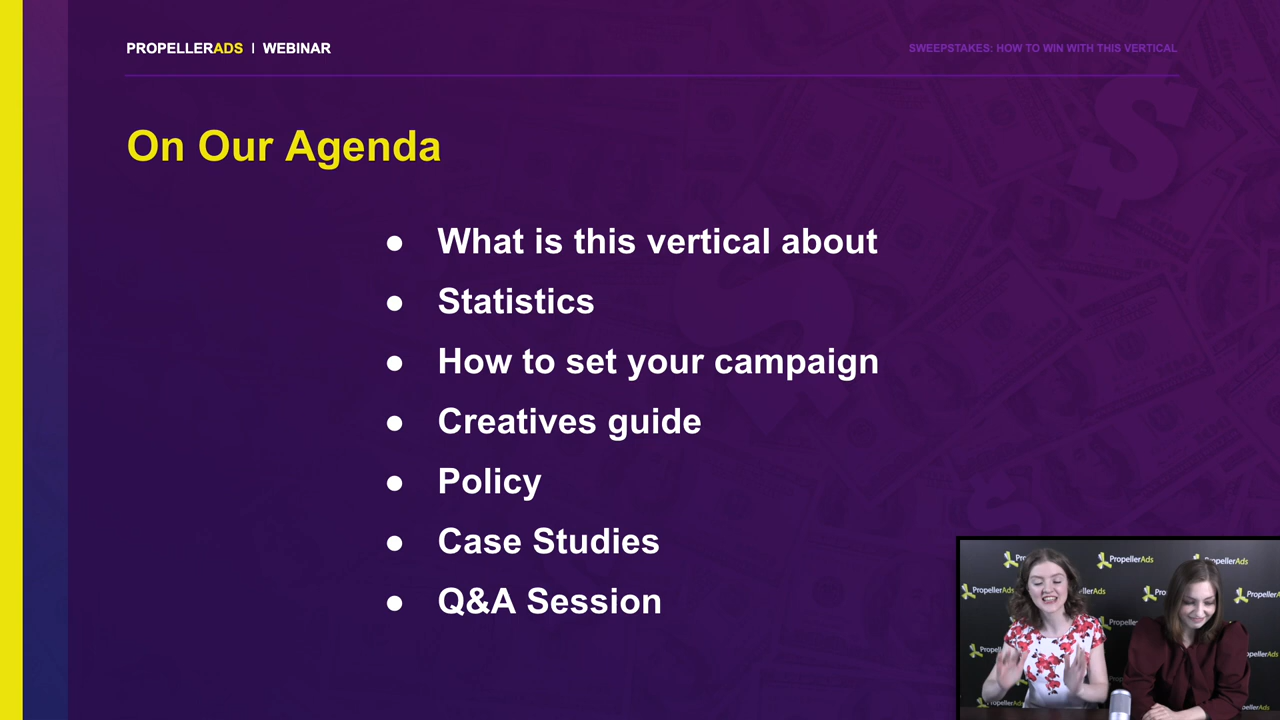 PROPELLERADS | WEBINAR
SWEEPSTAKES: HOW TO WIN WITH THIS VERTICAL
On Our Agenda
● What is this vertical about
● Statistics
● How to set your campaign
● Creatives guide
● Policy
● Case Studies
● Q&A Session
PropellerAds
PropellerAds
PropellerAds